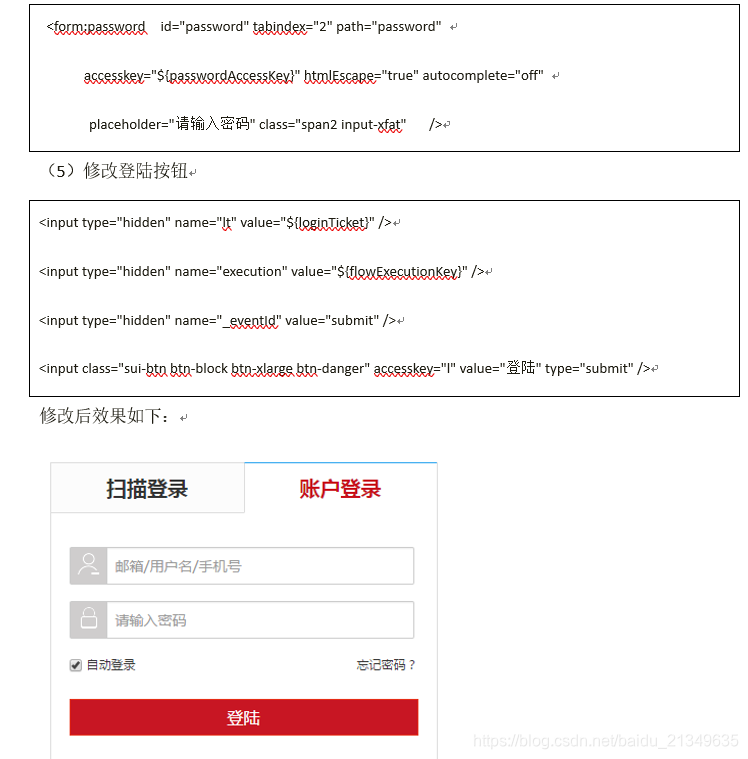 <form:password    id="password" tabindex="2" path="password"
accesskey="${passwordAccessKey}" htmlEscape="true" autocomplete="off"
placeholder="请输入密码" class="span2 input-xfat"      />
（5）修改登陆按钮
<input type="hidden" name="lt" value="${loginTicket}" />
<input type="hidden" name="execution" value="${flowExecutionKey}" />
<input type="hidden" name="_eventId" value="submit" />
<input class="sui-btn btn-block btn-xlarge btn-danger" accesskey="l" value="登陆" type="submit" />
修改后效果如下：
扫描登录 账户登录
邮箱/用户名/手机号
请输入密码
自动登录 忘记密码？
登陆
https://blog.csdn.net/baidu_21349635